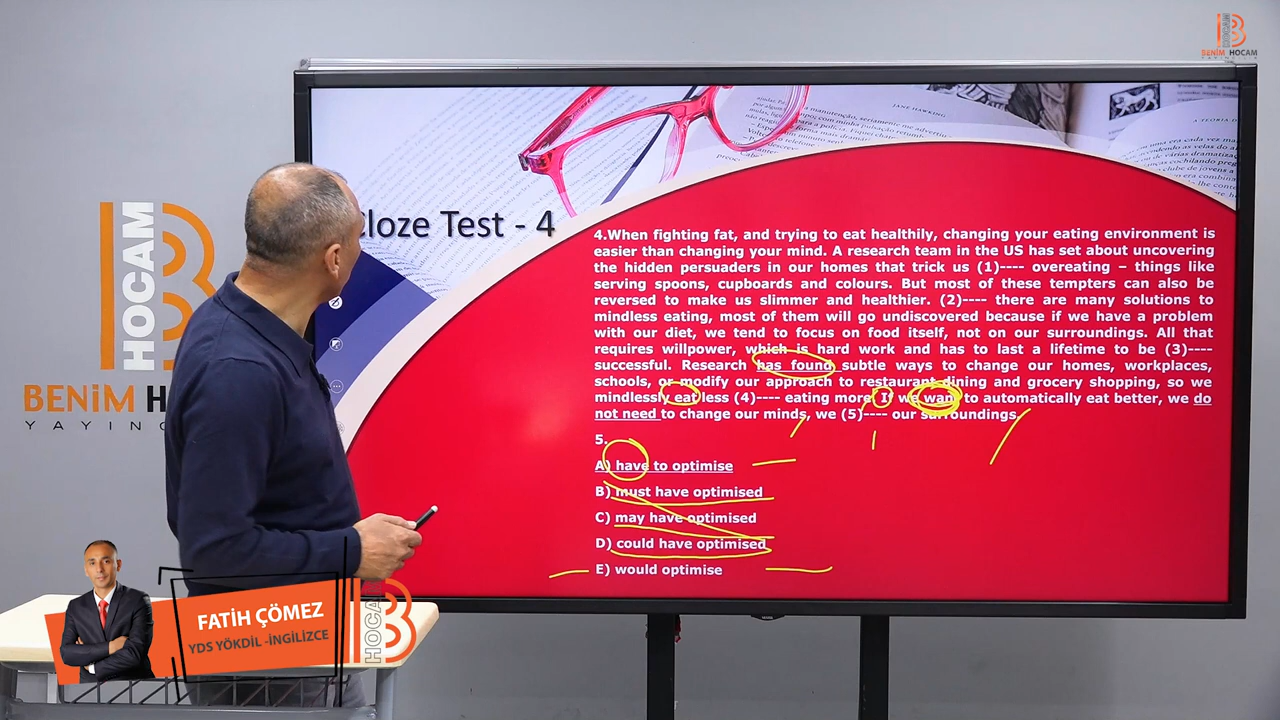 BENİM HOCAM
YAYINCILIK
JANE HAWKING
A TEORIA D
Cloze Test - 4
4.When fighting fat, and trying to eat healthily, changing your eating environment is
easier than changing your mind. A research team in the US has set about uncovering
the hidden persuaders in our homes that trick us (1)---- overeating – things like
serving spoons, cupboards and colours. But most of these tempters can also be
reversed to make us slimmer and healthier. (2)---- there are many solutions to
mindless eating, most of them will go undiscovered because if we have a problem
with our diet, we tend to focus on food itself, not on our surroundings. All that
requires willpower, which is hard work and has to last a lifetime to be (3)----
successful. Research has found subtle ways to change our homes, workplaces,
schools, or modify our approach to restaurant dining and grocery shopping, so we
mindlessly eat less (4)---- eating more. If we want to automatically eat better, we do
not need to change our minds, we (5)---- our surroundings.
5.
A) have to optimise
B) must have optimised
C) may have optimised
D) could have optimised
E) would optimise
HOCAM
BENİM H
YAYINC
FATİH ÇÖMEZ
YDS YÖKDİL -İNGİLİZCE
HOCAM